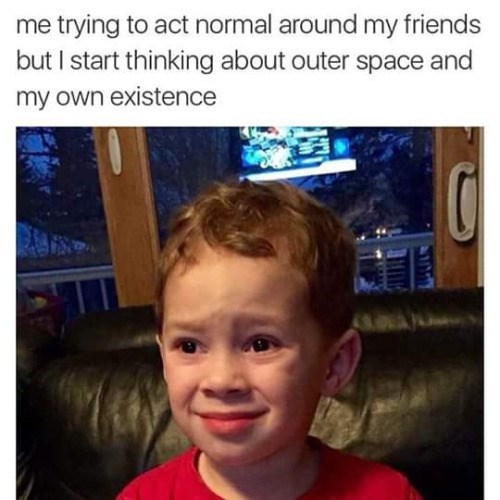 me trying to act normal around my friends
but I start thinking about outer space and
my own existence